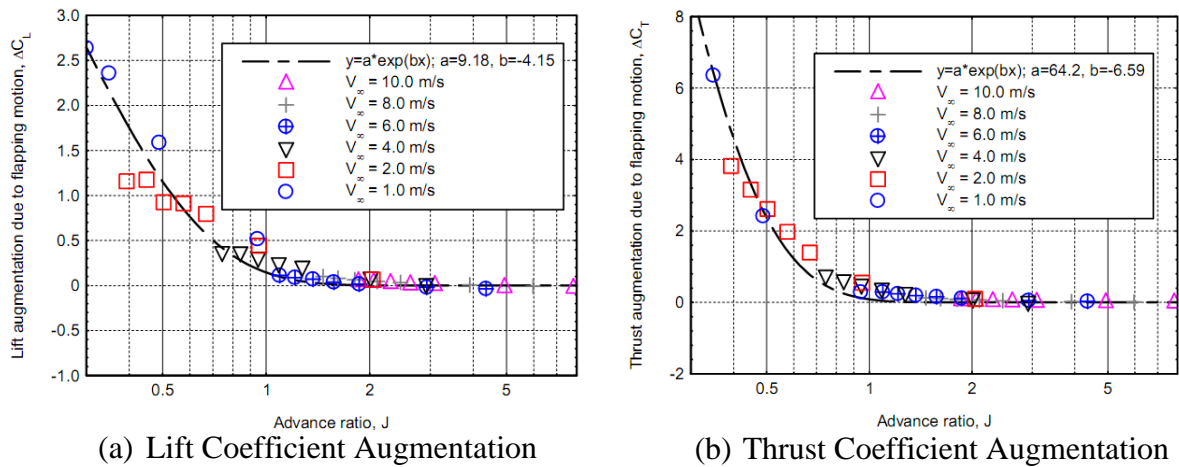 Lift augmentation due to flapping motion, ΔC_L
3.0
2.5
2.0
1.5
1.0
0.5
0
-0.5
-1.0
y=a*exp(bx); a=9.18, b=-4.15
V∞ = 10.0 m/s
V∞ = 8.0 m/s
V∞ = 6.0 m/s
V∞ = 4.0 m/s
V∞ = 2.0 m/s
V∞ = 1.0 m/s
0.5 1 2 5
Advance ratio, J
(a) Lift Coefficient Augmentation
Thrust augmentation due to flapping motion, ΔC_T
8
6
4
2
0
-2
y=a*exp(bx); a=64.2, b=-6.59
V∞ = 10.0 m/s
V∞ = 8.0 m/s
V∞ = 6.0 m/s
V∞ = 4.0 m/s
V∞ = 2.0 m/s
V∞ = 1.0 m/s
0.5 1 2 5
Advance ratio, J
(b) Thrust Coefficient Augmentation